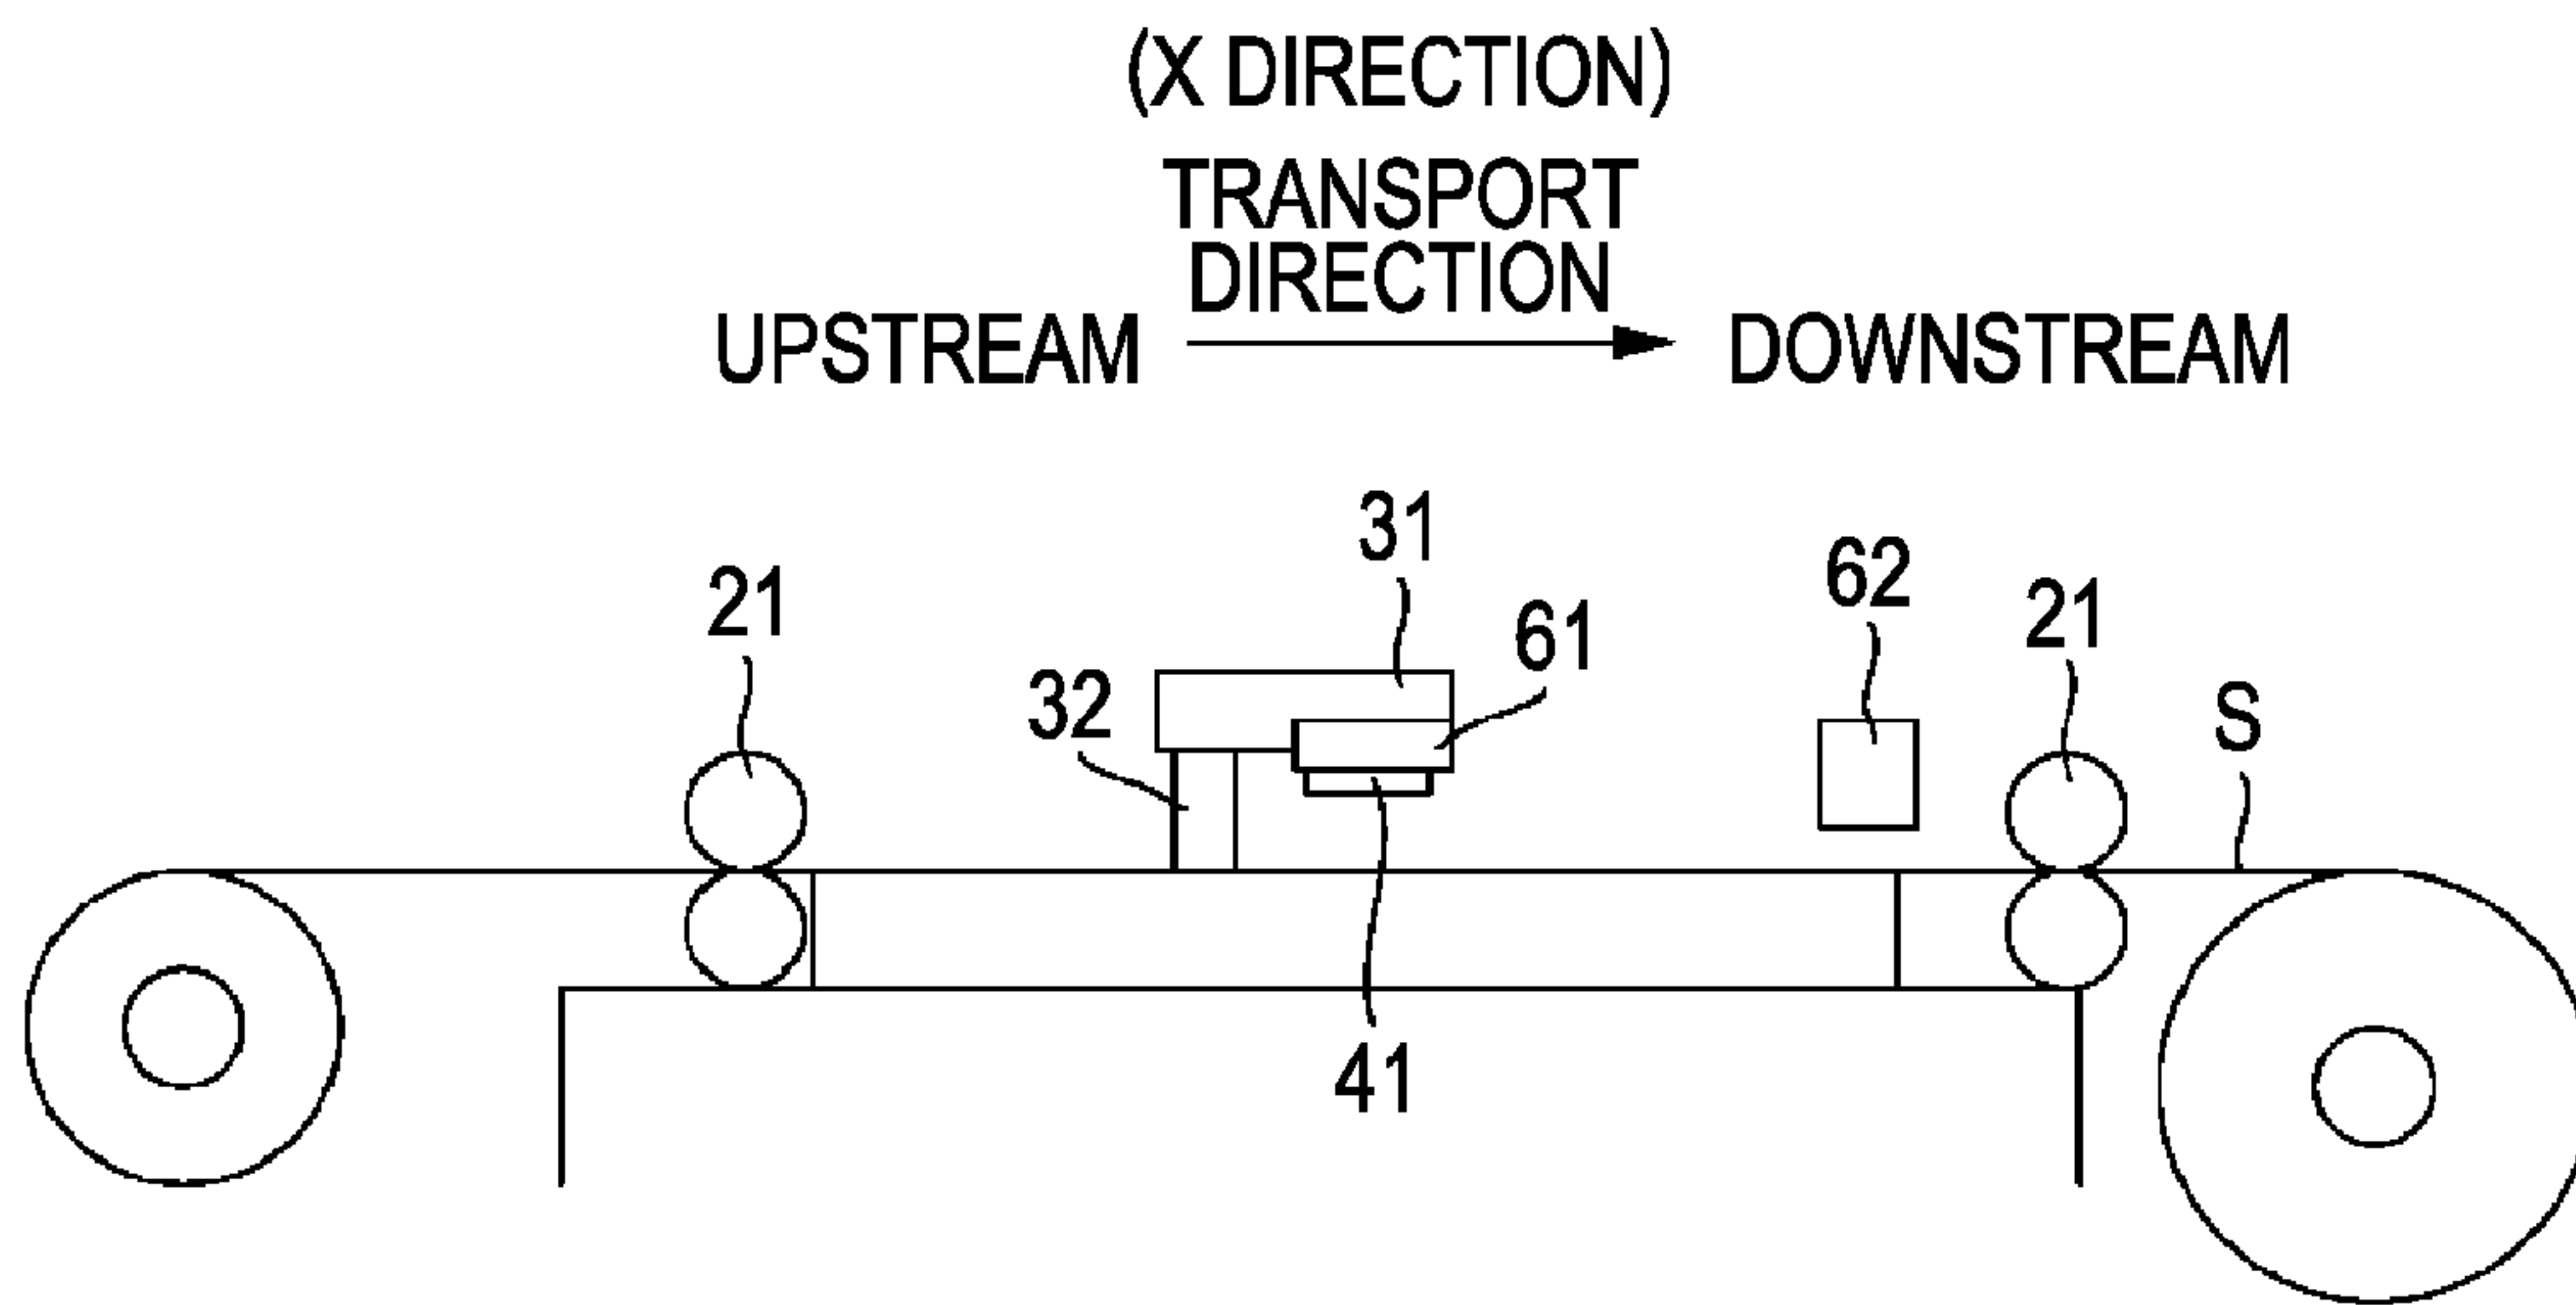 (X DIRECTION)
TRANSPORT
DIRECTION
UPSTREAM
DOWNSTREAM
31
62
21
21
61
32
S
41